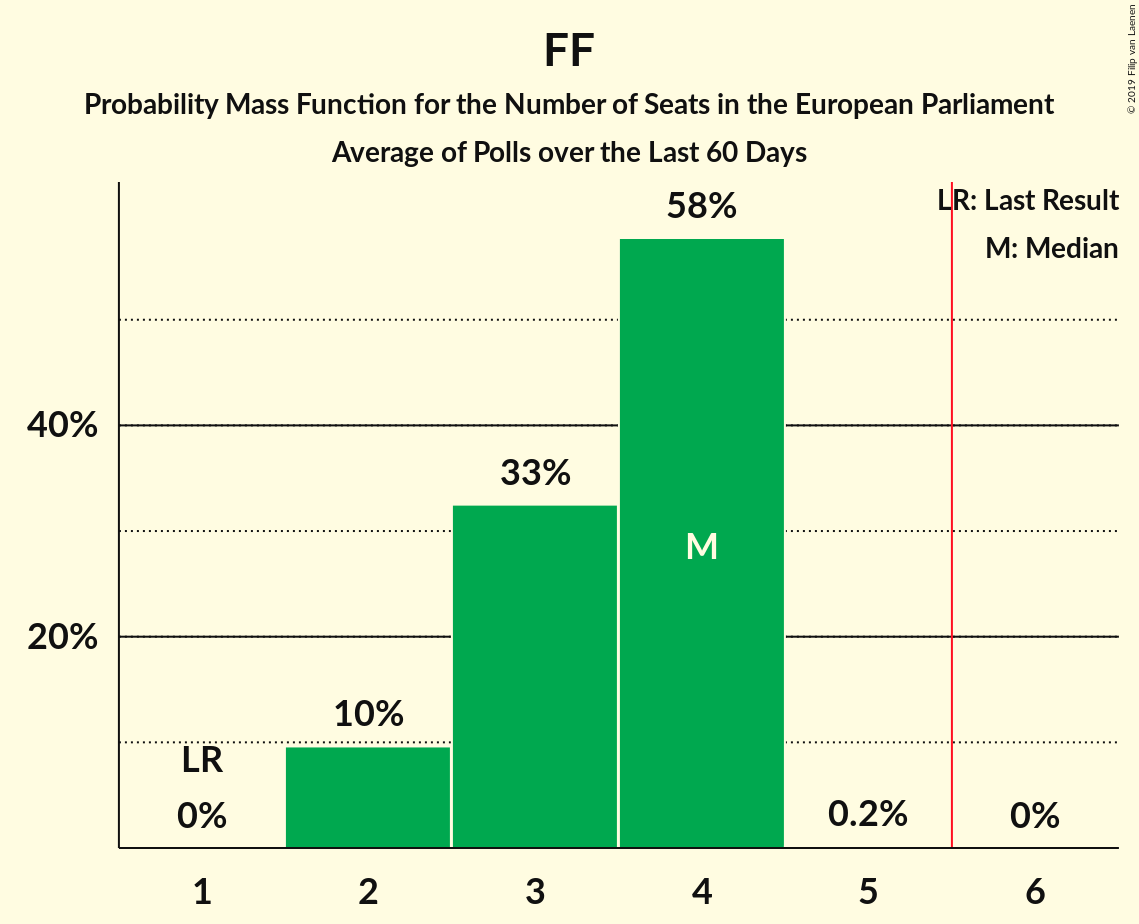 FF
Probability Mass Function for the Number of Seats in the European Parliament
Average of Polls over the Last 60 Days
© 2019 Filip van Laenen
LR: Last Result
M: Median
58%
40%
33%
M
20%
10%
LR
0%
0.2%
0%
1 2 3 4 5 6